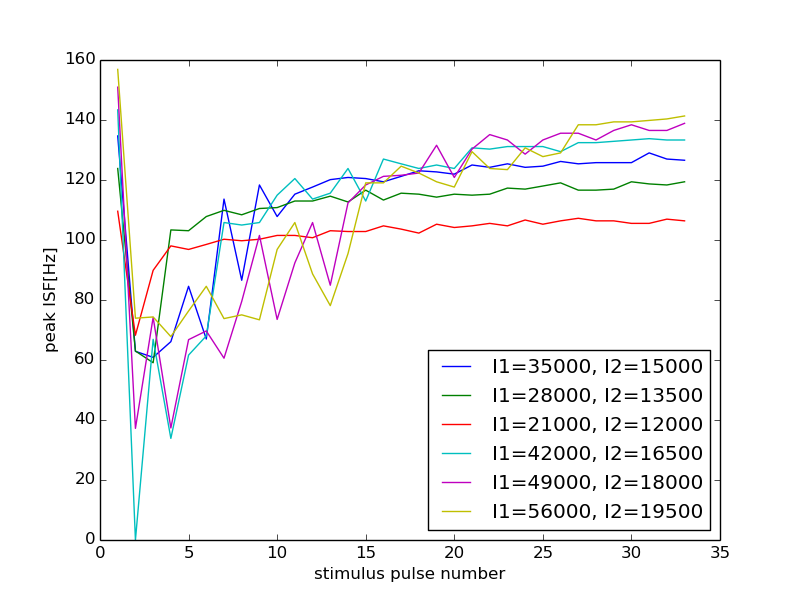 160
140
120
100
80
60
40
20
0
peak ISF[Hz]
I1=35000, I2=15000
I1=28000, I2=13500
I1=21000, I2=12000
I1=42000, I2=16500
I1=49000, I2=18000
I1=56000, I2=19500
0 5 10 15 20 25 30 35
stimulus pulse number